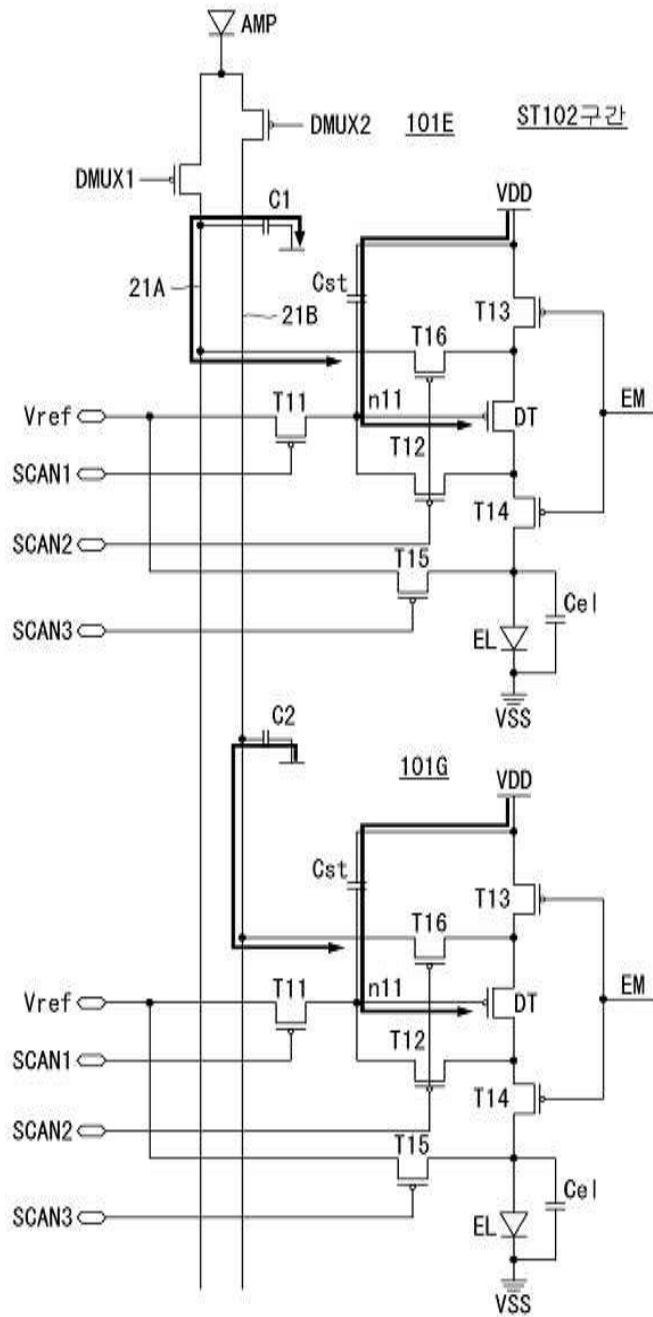 AMP
DMUX2
101E
ST102구간
DMUX1
C1
VDD
Cst
21A
21B
T16
T13
Vref
T11
n11
DT
EM
SCAN1
T12
SCAN2
T14
T15
SCAN3
Cel
EL
VSS
C2
101G
VDD
Cst
T16
T13
Vref
T11
n11
DT
EM
SCAN1
T12
T14
SCAN2
T15
SCAN3
Cel
EL
VSS